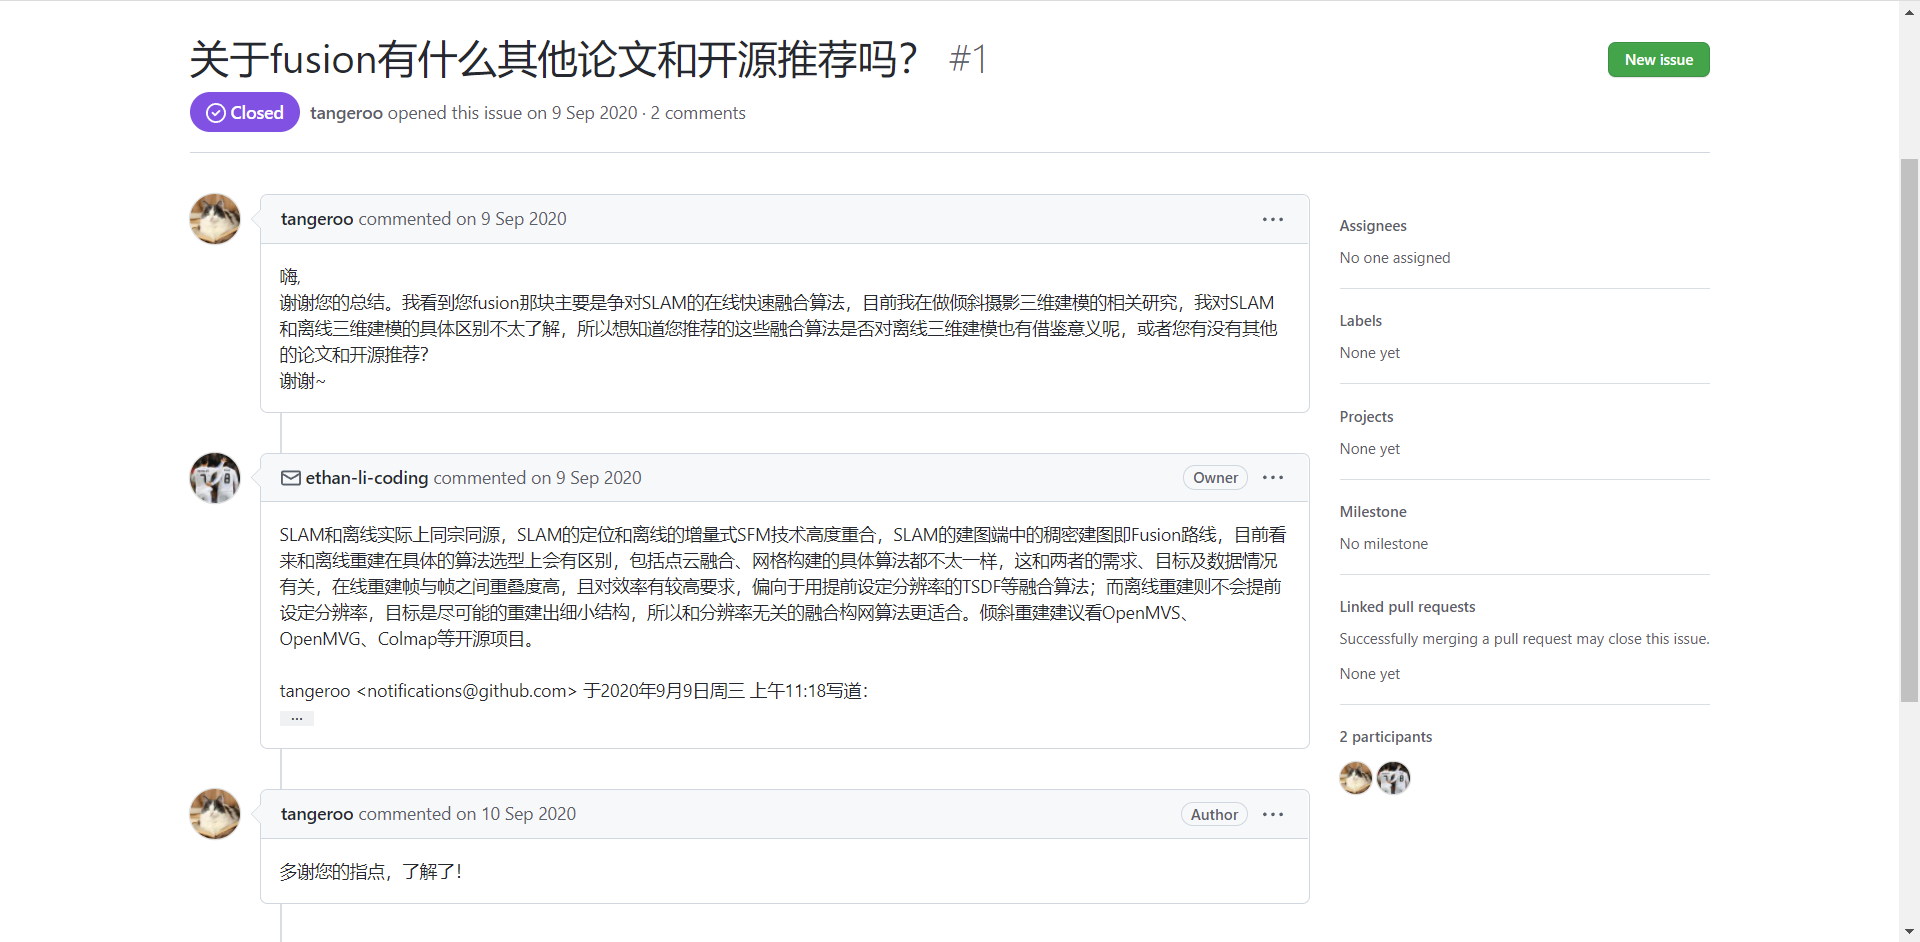 关于fusion有什么其他论文和开源推荐吗？ #1
New issue
Closed
tangeroo opened this issue on 9 Sep 2020 · 2 comments
tangeroo commented on 9 Sep 2020
嗨,
谢谢您的总结。我看到您fusion那块主要是争对SLAM的在线快速融合算法，目前我在做倾斜摄影三维建模的相关研究，我对SLAM
和离线三维建模的具体区别不太了解，所以想知道您推荐的这些融合算法是否对离线三维建模也有借鉴意义呢，或者您有没有其他
的论文和开源推荐？
谢谢~
ethan-li-coding commented on 9 Sep 2020
Owner
SLAM和离线实际上同宗同源，SLAM的定位和离线的增量式SFM技术高度重合，SLAM的建图端中的稠密建图即Fusion路线，目前看
来和离线重建在具体的算法选型上会有区别，包括点云融合、网格构建的具体算法都不太一样，这和两者的需求、目标及数据情况
有关，在线重建帧与帧之间重叠度高，且对效率有较高要求，偏向于用提前设定分辨率的TSDF等融合算法；而离线重建则不会提前
设定分辨率，目标是尽可能的重建出细小结构，所以和分辨率无关的融合构网算法更适合。倾斜重建建议看OpenMVS、
OpenMVG、Colmap等开源项目。
tangeroo <notifications@github.com> 于2020年9月9日周三 上午11:18写道：
…
tangeroo commented on 10 Sep 2020
Author
多谢您的指点，了解了！
Assignees
No one assigned
Labels
None yet
Projects
None yet
Milestone
No milestone
Linked pull requests
Successfully merging a pull request may close this issue.
None yet
2 participants